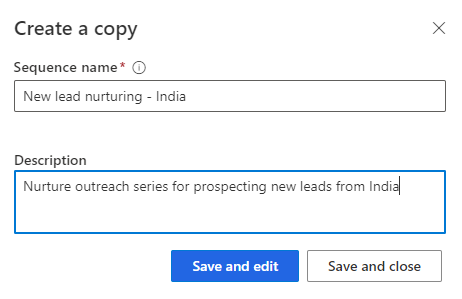 Create a copy
Sequence name*
New lead nurturing - India
Description
Nurture outreach series for prospecting new leads from India
Save and edit
Save and close